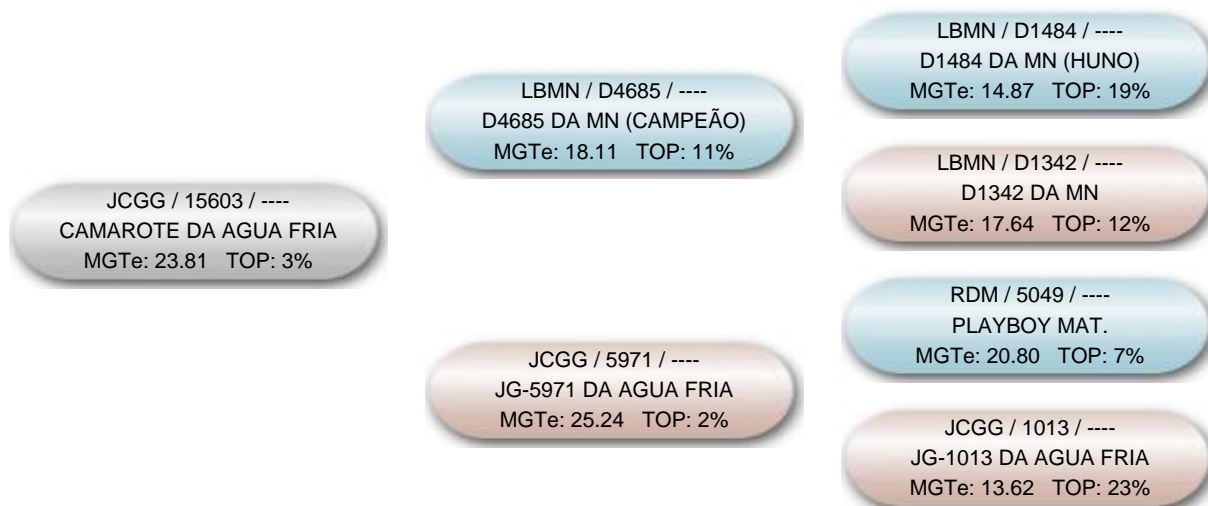 JCGG / 15603 / ----
CAMAROTE DA AGUA FRIA
MGTe: 23.81 TOP: 3%
LBMN / D4685 / ----
D4685 DA MN (CAMPEÃO)
MGTe: 18.11 TOP: 11%
JCGG / 5971 / ----
JG-5971 DA AGUA FRIA
MGTe: 25.24 TOP: 2%
LBMN / D1484 / ----
D1484 DA MN (HUNO)
MGTe: 14.87 TOP: 19%
LBMN / D1342 / ----
D1342 DA MN
MGTe: 17.64 TOP: 12%
RDM / 5049 / ----
PLAYBOY MAT.
MGTe: 20.80 TOP: 7%
JCGG / 1013 / ----
JG-1013 DA AGUA FRIA
MGTe: 13.62 TOP: 23%